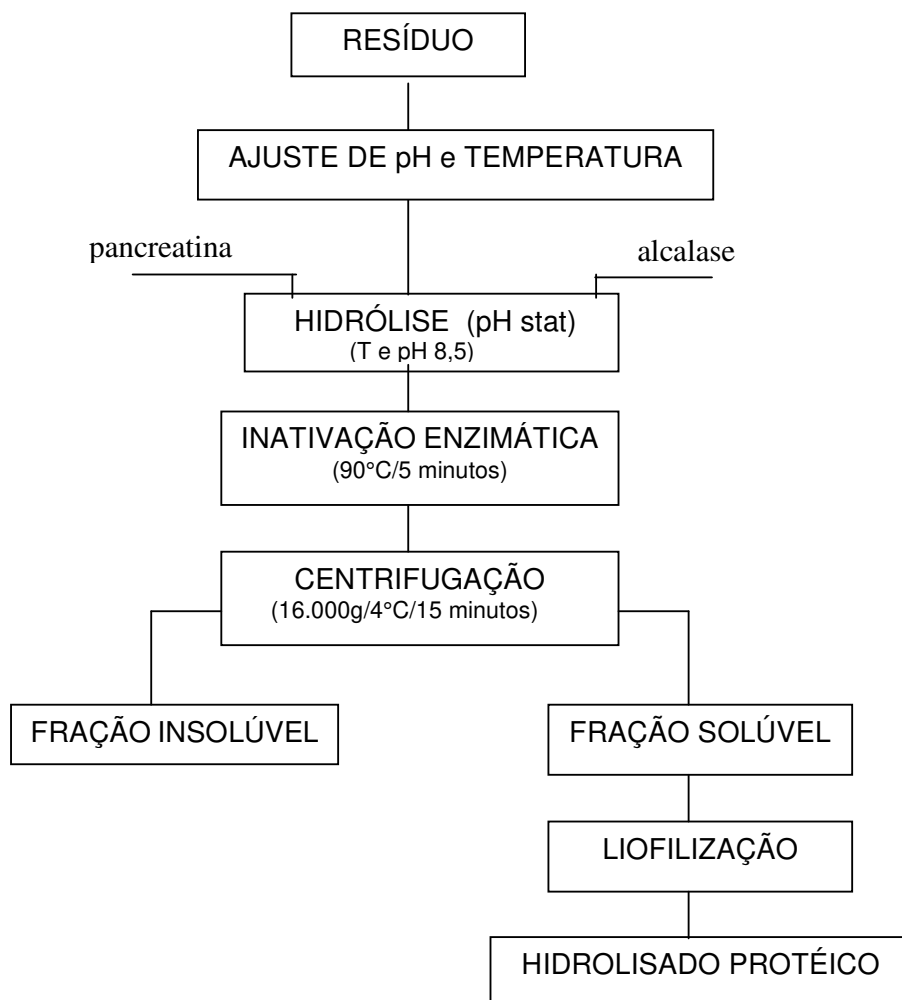 RESÍDUO
AJUSTE DE pH e TEMPERATURA
pancreatina
alcalase
HIDRÓLISE (pH stat)
(T e pH 8,5)
INATIVAÇÃO ENZIMÁTICA
(90°C/5 minutos)
CENTRIFUGAÇÃO
(16.000g/4°C/15 minutos)
FRAÇÃO INSOLÚVEL
FRAÇÃO SOLÚVEL
LIOFILIZAÇÃO
HIDROLISADO PROTÉICO